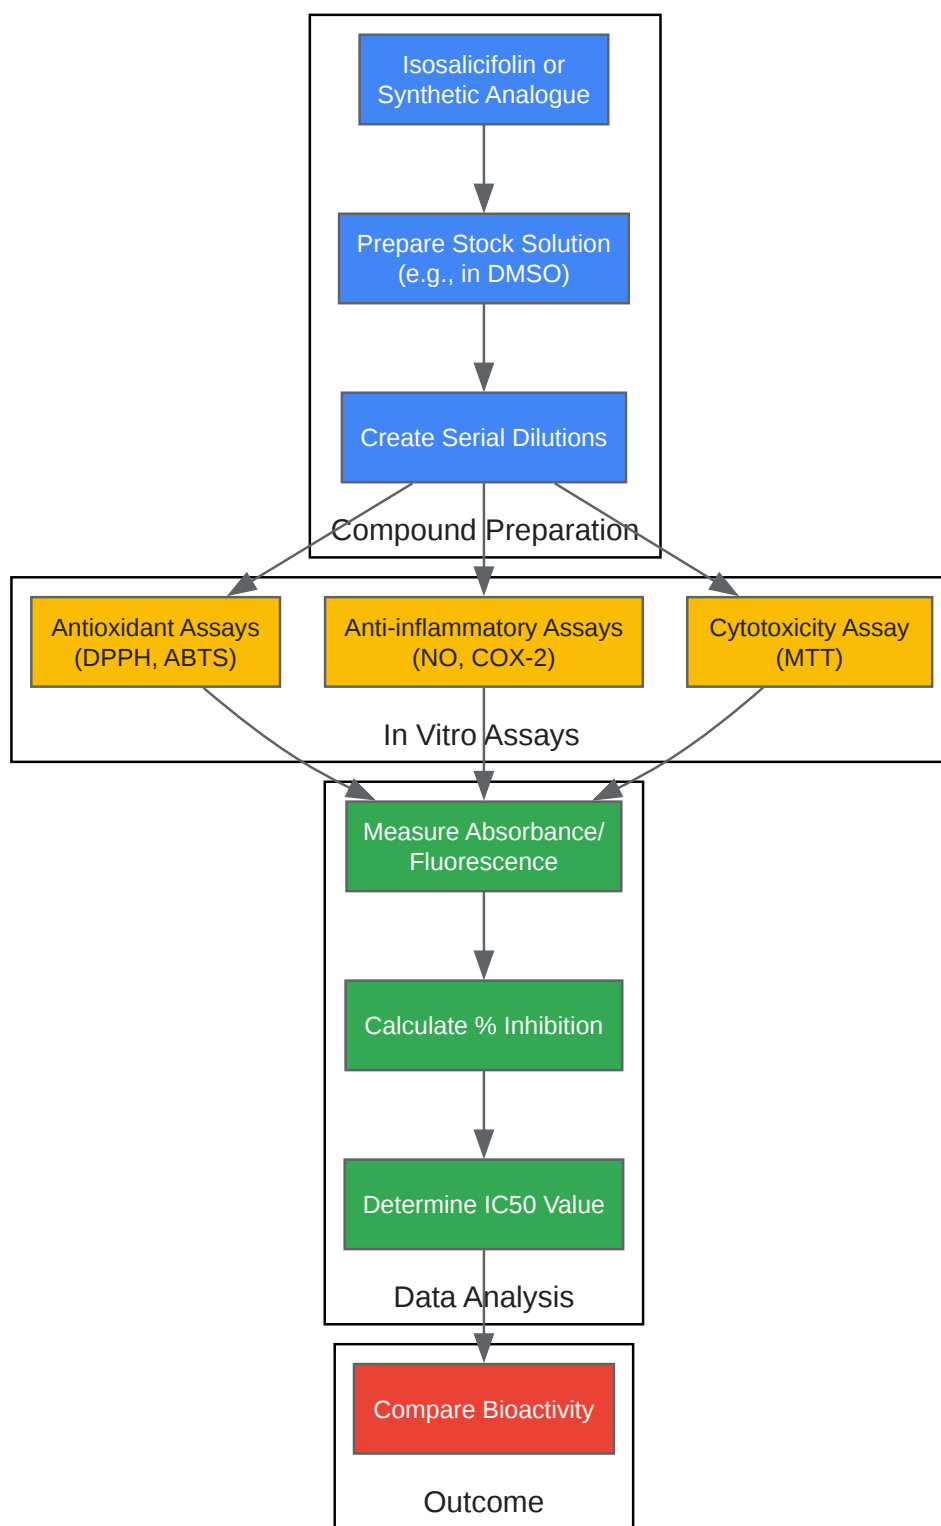 Isosalicifolin or
Synthetic Analogue
Prepare Stock Solution
(e.g., in DMSO)
Create Serial Dilutions
Compound Preparation
Antioxidant Assays
(DPPH, ABTS)
Anti-inflammatory Assays
(NO, COX-2)
Cytotoxicity Assay
(MTT)
In Vitro Assays
Measure Absorbance/
Fluorescence
Calculate % Inhibition
Determine IC50 Value
Data Analysis
Compare Bioactivity
Outcome